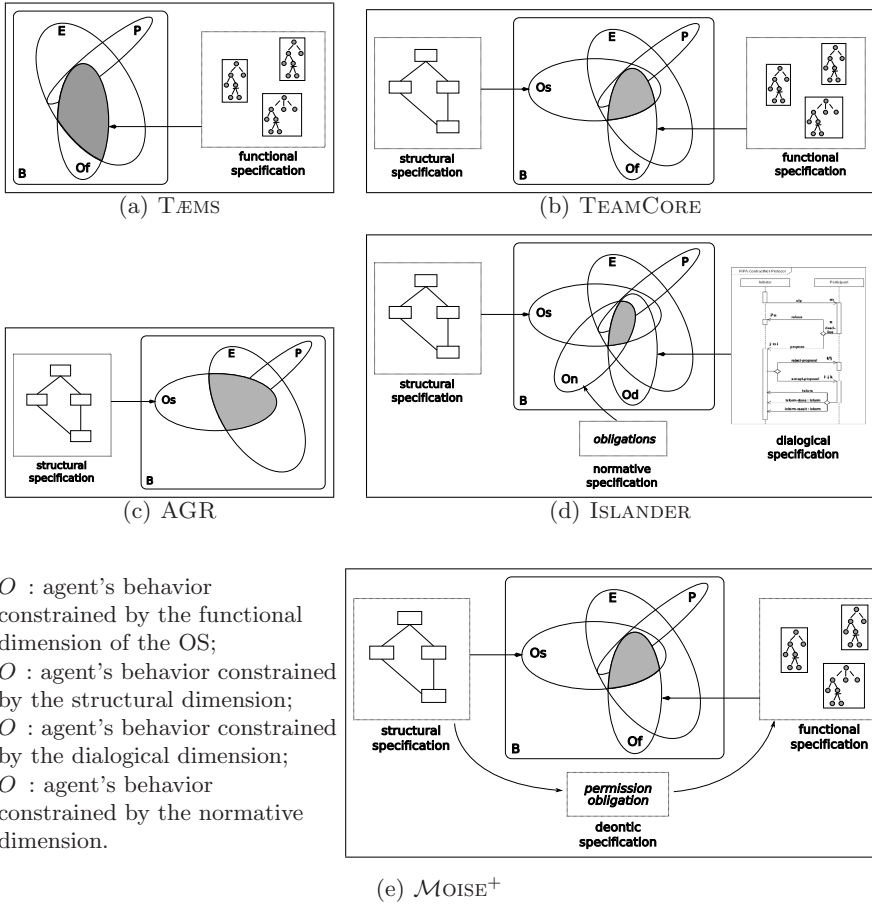 E
P
B
Of
functional
specification
(a) TÆMS
structural
specification
Os
E
P
B
Of
functional
specification
(b) TEAMCORE
structural
specification
Os
E
P
B
(c) AGR
structural
specification
Os
E
P
B
On
Od
obligations
normative
specification
dialogical
specification
(d) ISLANDER
O : agent's behavior
constrained by the functional
dimension of the OS;
O : agent's behavior constrained
by the structural dimension;
O : agent's behavior constrained
by the dialogical dimension;
O : agent's behavior
constrained by the normative
dimension.
structural
specification
Os
E
P
B
Of
functional
specification
permission
obligation
deontic
specification
(e) MOISE+